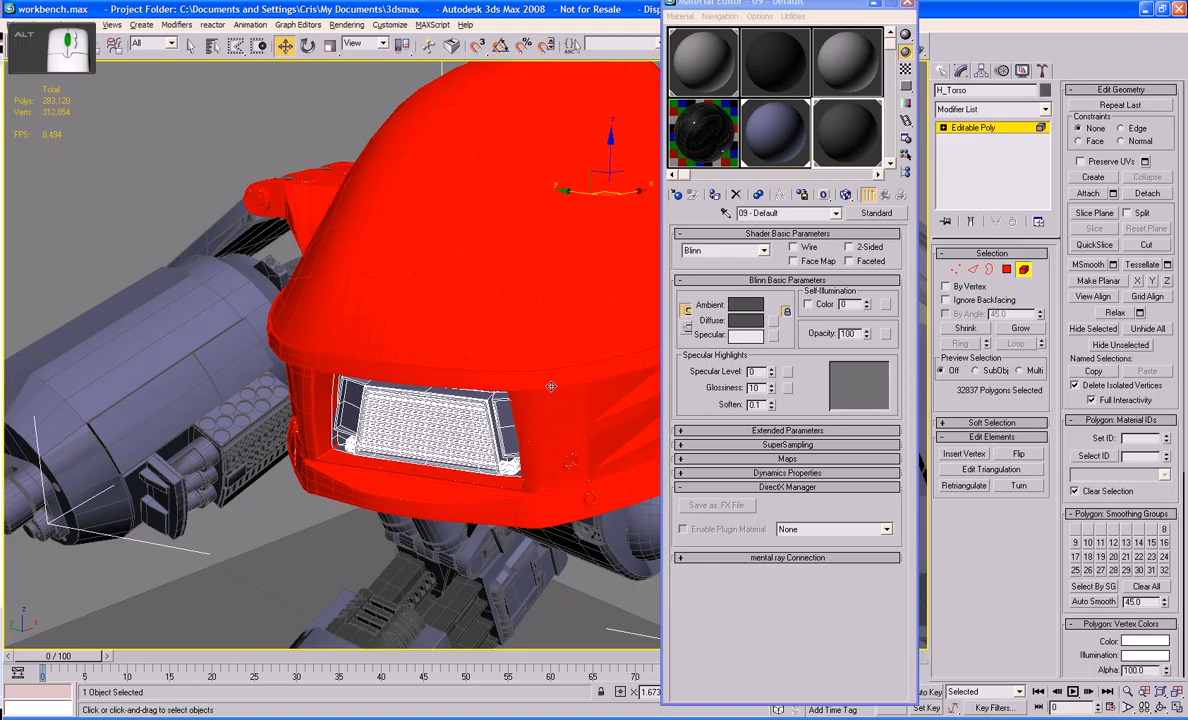 workbench.max - Project Folder: C:\Documents and Settings\Cris\My Documents\3dsmax - Autodesk 3ds Max 2008 - Not for Resale
Material Editor - 09 - Default
Views Create Modifiers reactor Animation Graph Editors Rendering Customize MAXScript Help
Material Navigation Options Utilities
ALT
All
View
Total
Polys: 283,120
Verts: 312,854
FPS: 8.494
09 - Default
Standard
Shader Basic Parameters
Blinn
Wire
2-Sided
Face Map
Faceted
Blinn Basic Parameters
Self-Illumination
Ambient:
Color 0
Diffuse:
Specular:
Opacity: 100
Specular Highlights
Specular Level: 0
Glossiness: 10
Soften: 0.1
Extended Parameters
SuperSampling
Maps
Dynamics Properties
DirectX Manager
Save as .FX File
Enable Plugin Material
None
mental ray Connection
H_Torso
Modifier List
Editable Poly
Selection
By Vertex
Ignore Backfacing
By Angle: 45.0
Shrink
Grow
Ring
Loop
Preview Selection
Off
SubObj
Multi
32837 Polygons Selected
Soft Selection
Edit Elements
Insert Vertex
Flip
Edit Triangulation
Retriangulate
Turn
Edit Geometry
Repeat Last
Constraints
None
Edge
Face
Normal
Preserve UVs
Create
Collapse
Attach
Detach
Slice Plane
Split
Slice
Reset Plane
QuickSlice
Cut
MSmooth
Tessellate
Make Planar
X Y Z
View Align
Grid Align
Relax
Hide Selected
Unhide All
Hide Unselected
Named Selections:
Copy
Paste
Delete Isolated Vertices
Full Interactivity
Polygon: Material IDs
Set ID:
Select ID
Clear Selection
Polygon: Smoothing Groups
8
9 10 11 12 13 14 15 16
17 18 19 20 21 22 23 24
25 26 27 28 29 30 31 32
Select By SG
Clear All
Auto Smooth
45.0
Polygon: Vertex Colors
Color:
Illumination:
Alpha: 100.0
z
y
x
0 / 100
0 5 10 15 20 25 30 35 40 45 50 55 60 65 70
1 Object Selected
X: 1.673
Click or click-and-drag to select objects
Add Time Tag
Auto Key
Selected
Set Key
Key Filters...
0